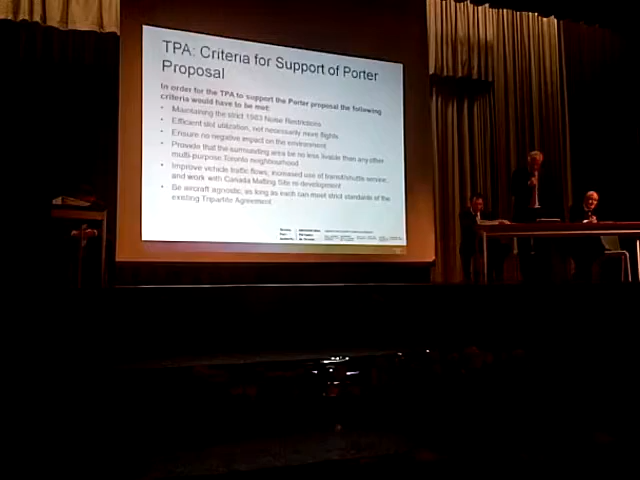 TPA: Criteria for Support of Porter
Proposal
In order for the TPA to support the Porter proposal the following
criteria would have to be met:
• Maintaining the strict 1983 Noise Restrictions
• Efficient slot utilization, not necessarily more flights
• Ensure no negative impact on the environment
• Provide that the surrounding area be no less livable than any other
multi-purpose Toronto neighbourhood
• Improve vehicle traffic flows, increased use of transit/shuttle service,
and work with Canada Malting Site re-development
• Be aircraft agnostic, as long as each can meet strict standards of the
existing Tripartite Agreement